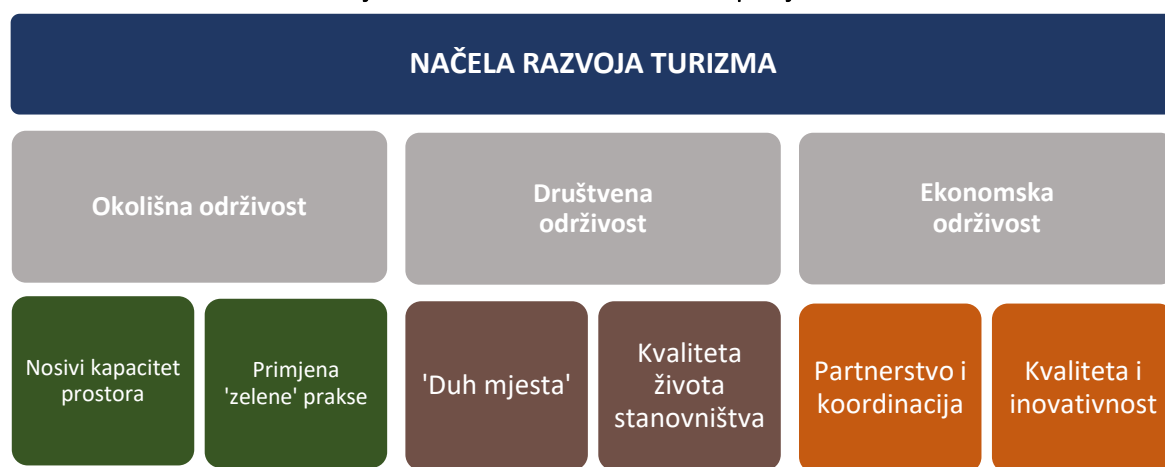 NAČELA RAZVOJA TURIZMA
Okolišna održivost
Društvena
održivost
Ekonomska
održivost
Nosivi kapacitet
prostora
Primjena
'zelene' prakse
'Duh mjesta'
Kvaliteta
života
stanovništva
Partnerstvo i
koordinacija
Kvaliteta i
inovativnost